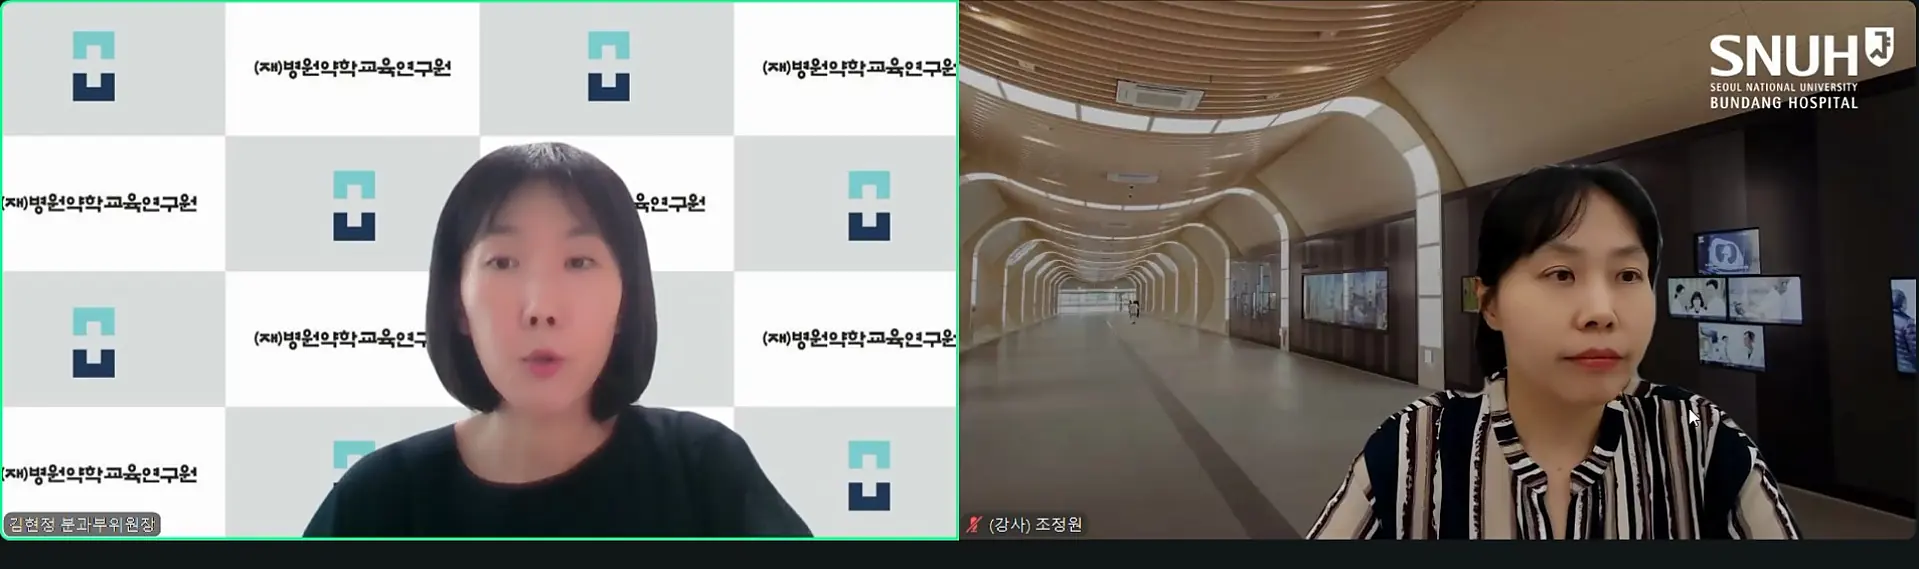 (재)병원약학교육연구원
(재)병원약학교육연구원
(재)병원약학교육연구원
육연구원
(재)병원약학교육연구
(재)병원약학교육연구원
(재)병원약학교육연구원
김현정 분과부위원장
SNUH
SEOUL NATIONAL UNIVERSITY
BUNDANG HOSPITAL
(강사) 조정원